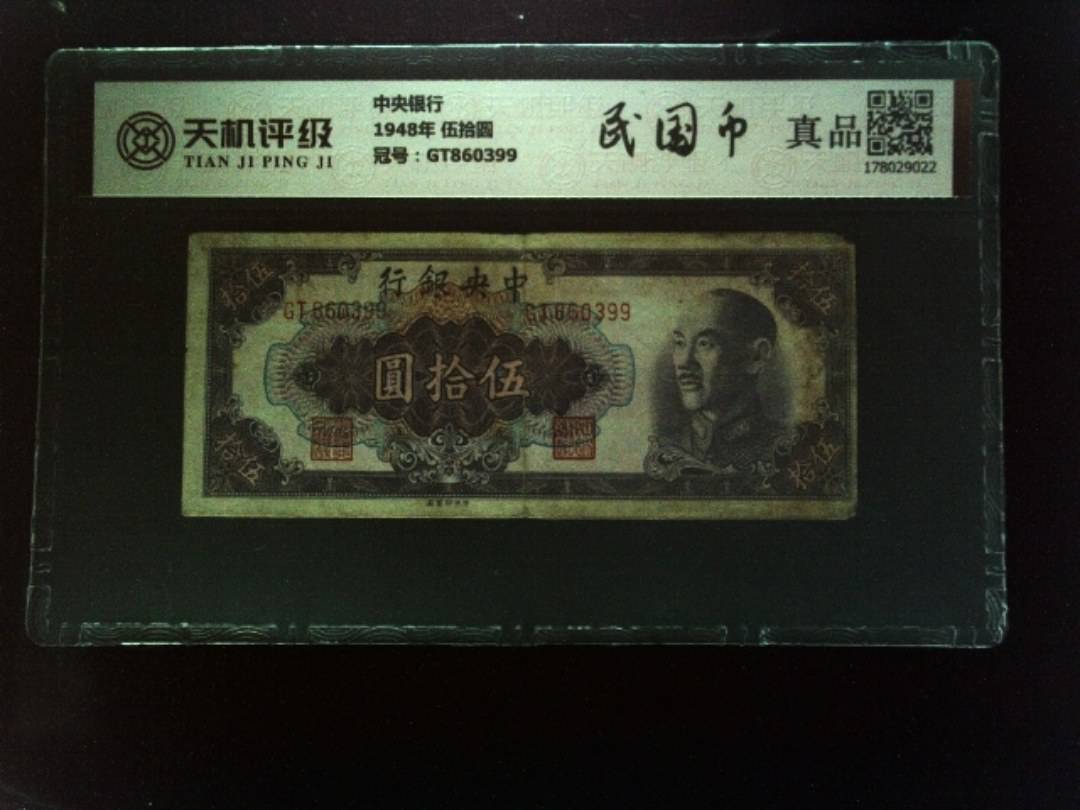 天机评级
TIAN JI PING JI
中央银行
1948年 伍拾圆
冠号：GT860399
民国币
真品
178029022
行銀央中
GT860399
GT860399
圓拾伍
拾伍
拾伍
拾伍
拾伍